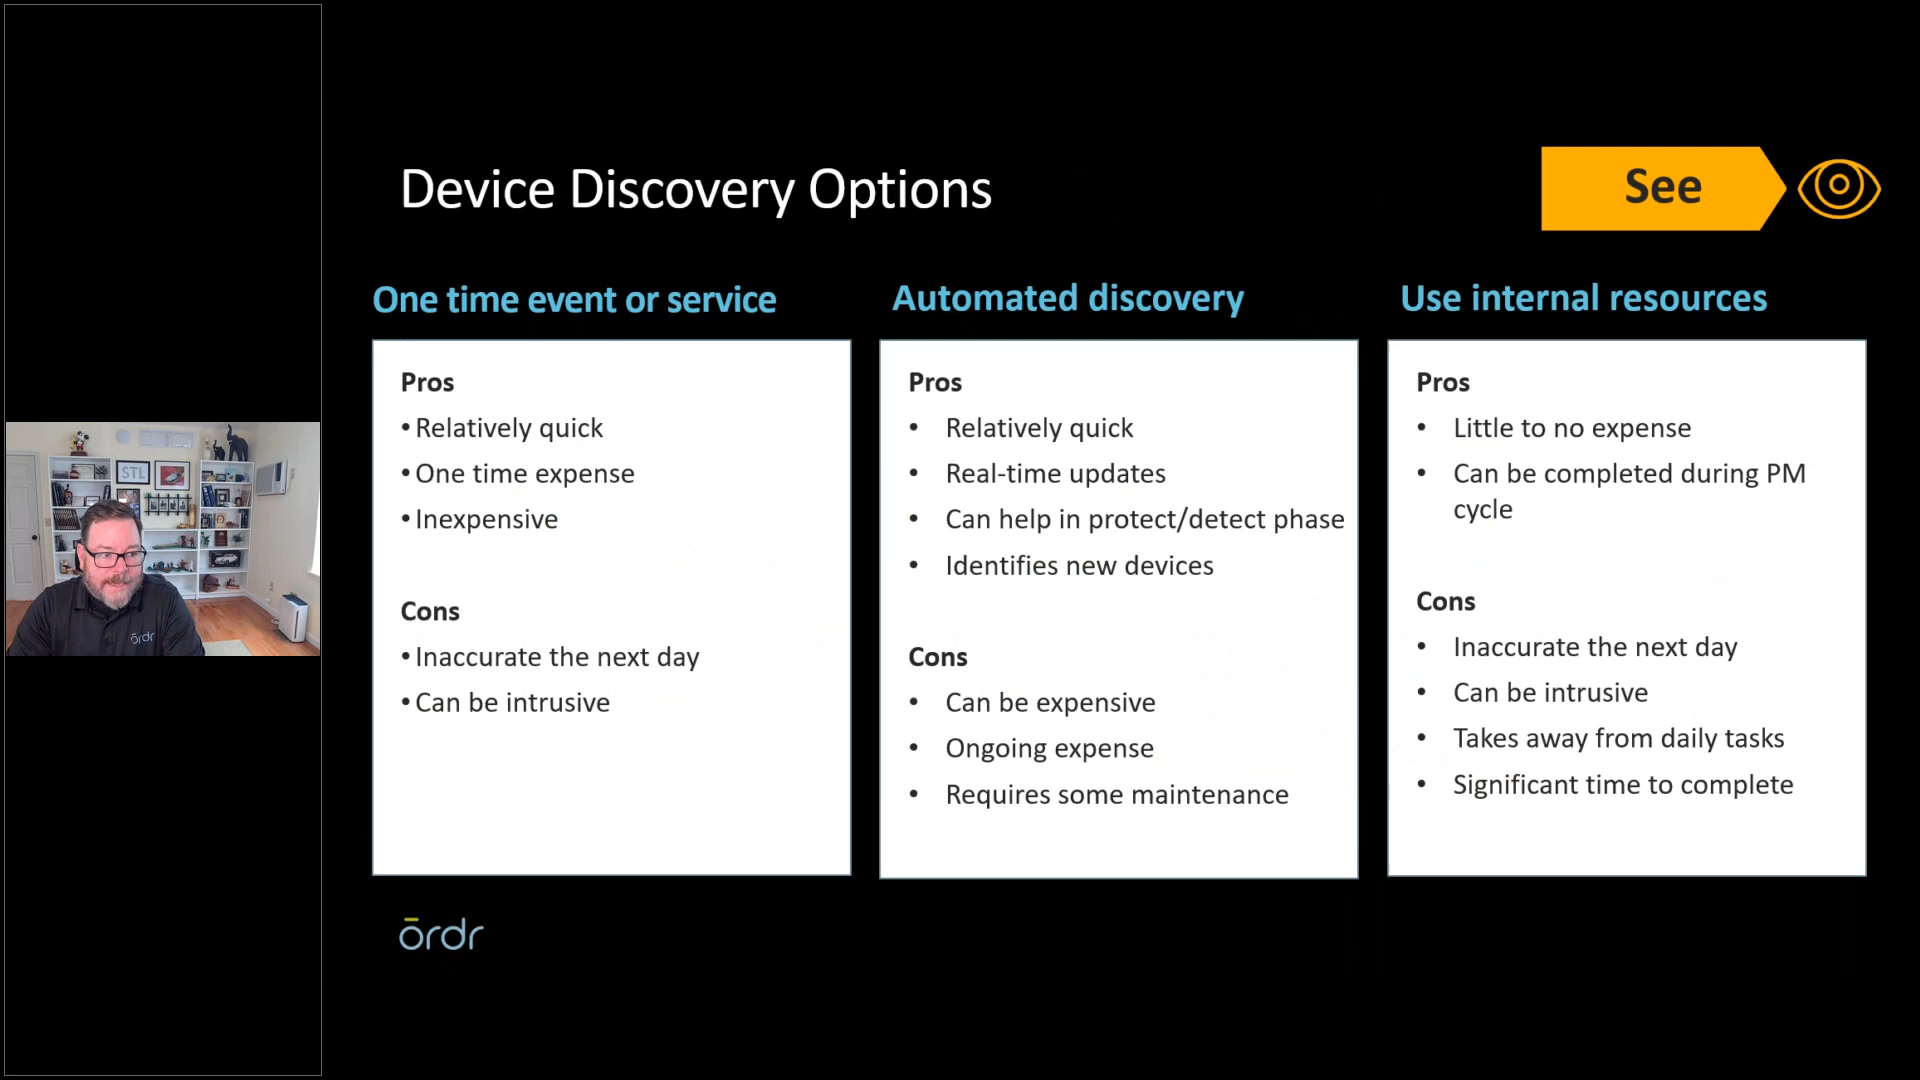 Device Discovery Options
See
One time event or service
Pros
• Relatively quick
• One time expense
• Inexpensive
Cons
• Inaccurate the next day
• Can be intrusive
Automated discovery
Pros
• Relatively quick
• Real-time updates
• Can help in protect/detect phase
• Identifies new devices
Cons
• Can be expensive
• Ongoing expense
• Requires some maintenance
Use internal resources
Pros
• Little to no expense
• Can be completed during PM
cycle
Cons
• Inaccurate the next day
• Can be intrusive
• Takes away from daily tasks
• Significant time to complete
ōrdr
STL
ōrdr